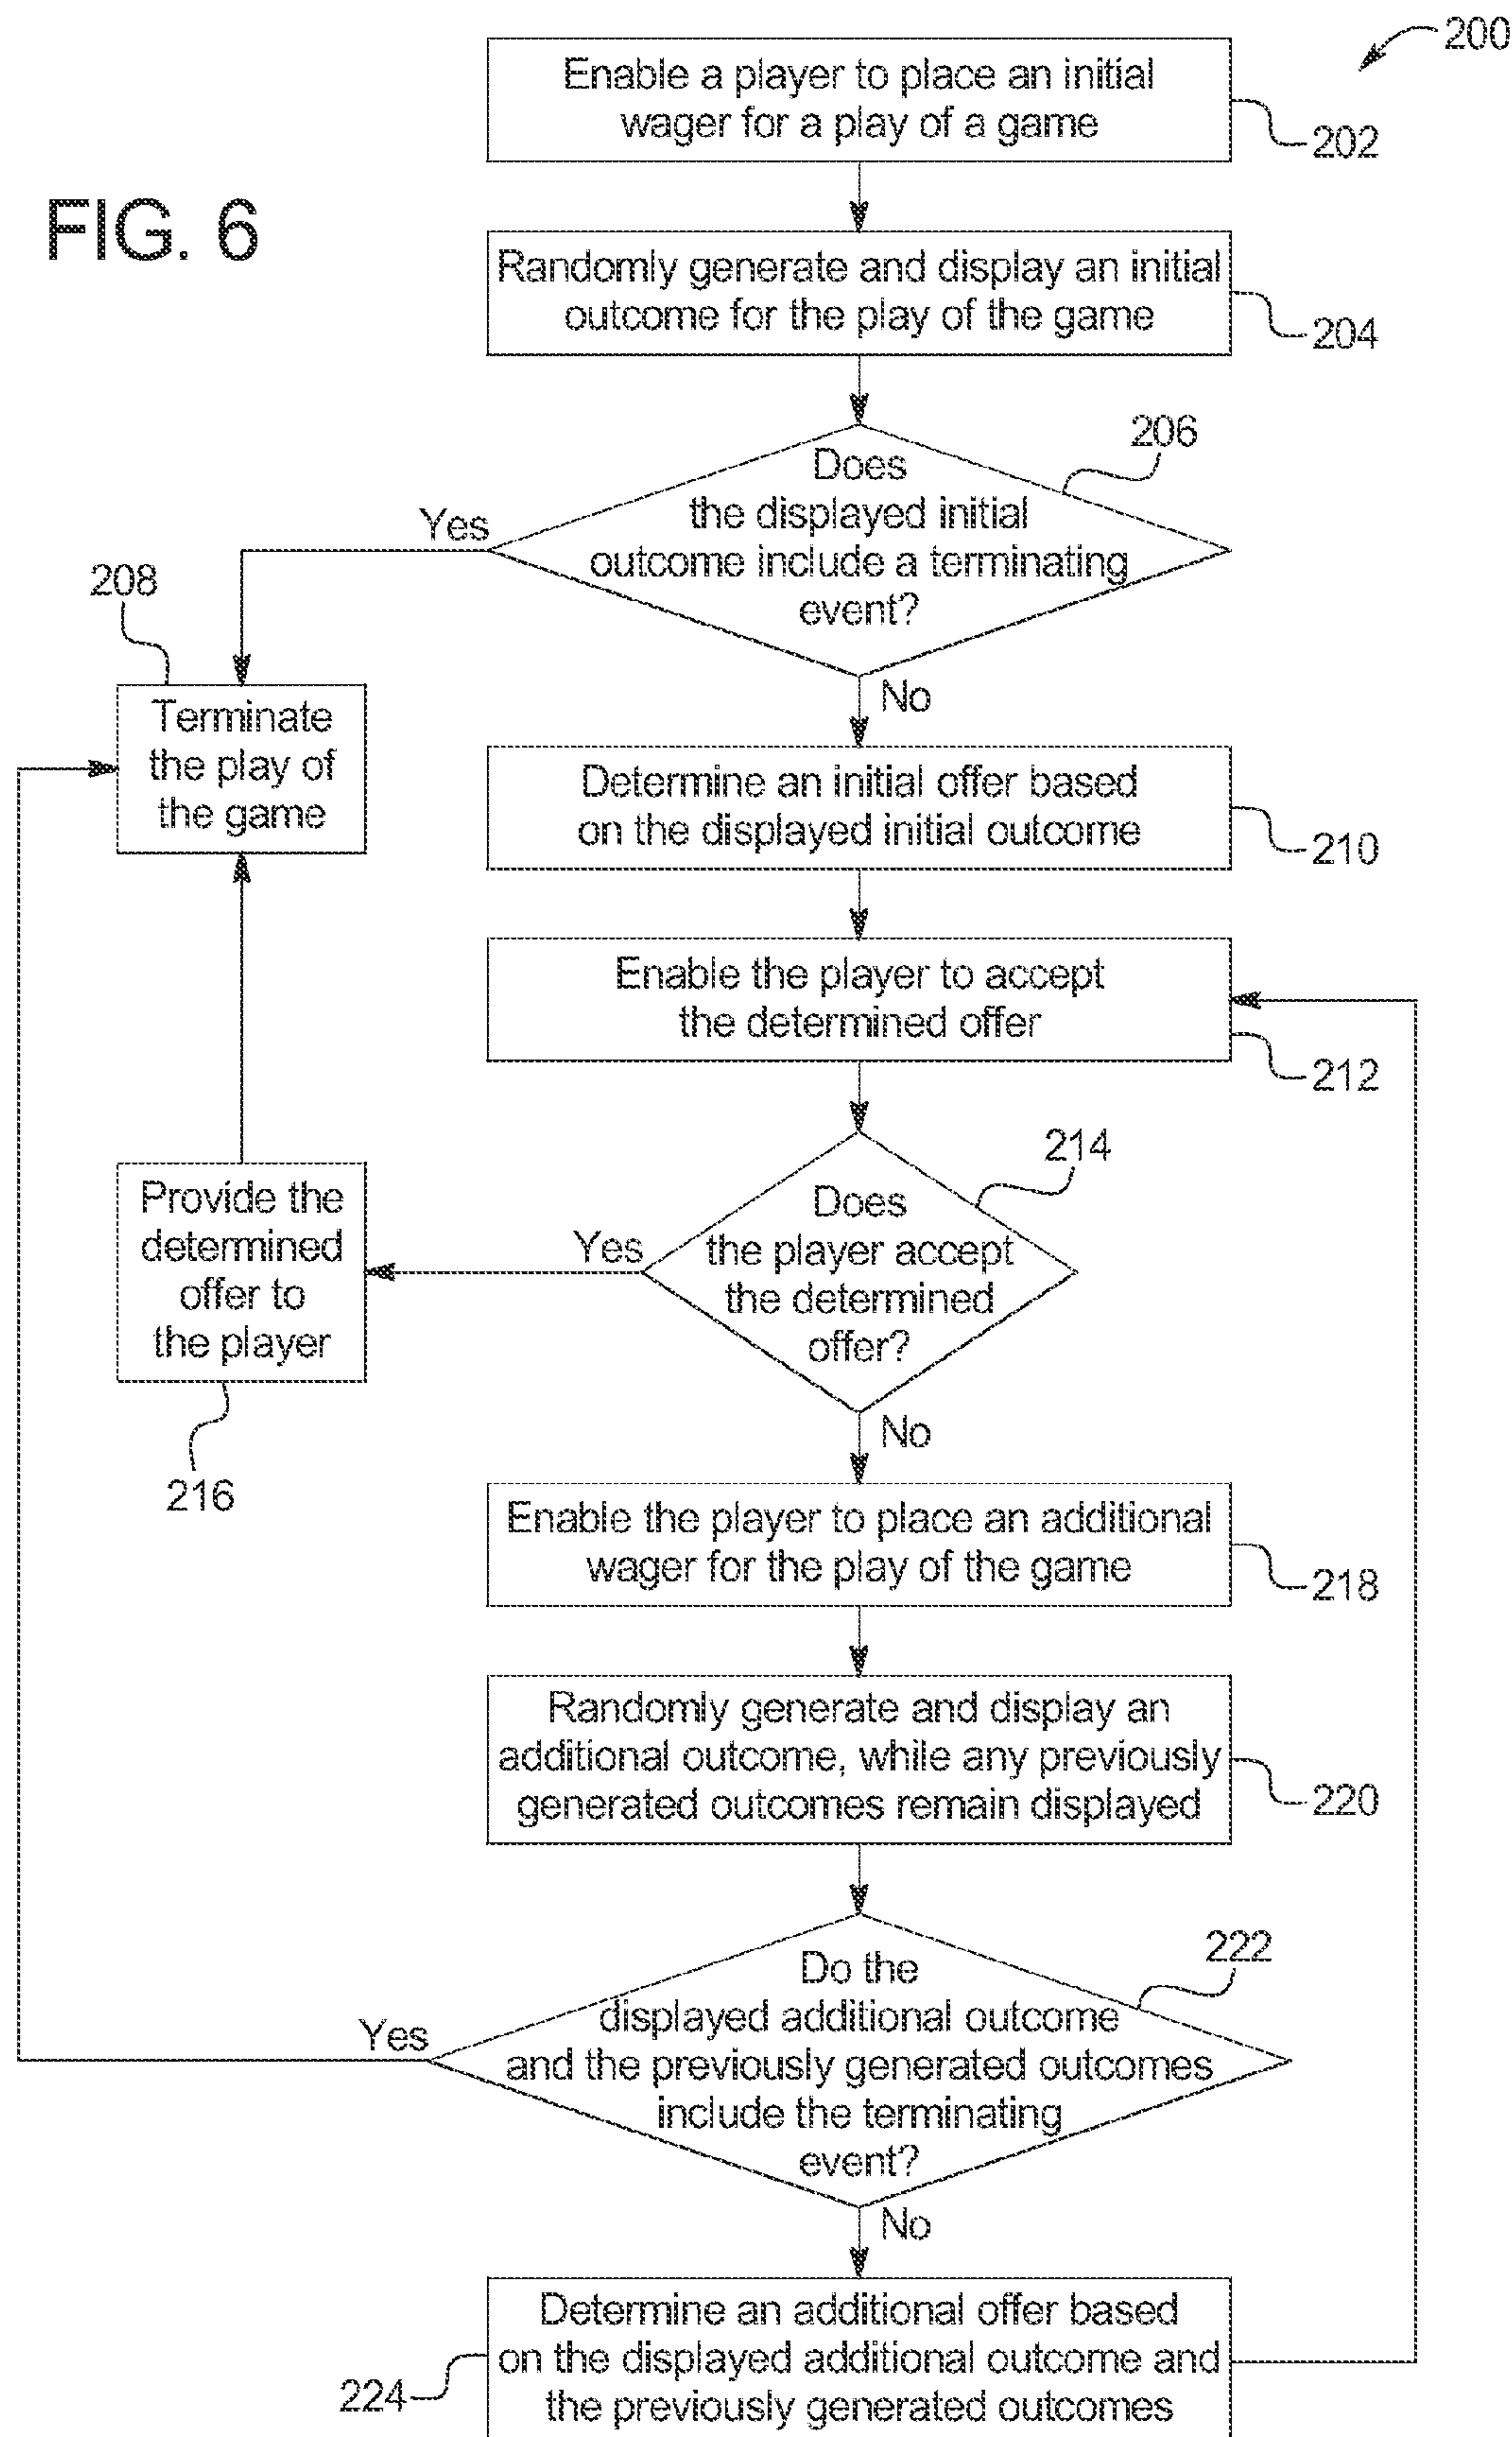 200
Enable a player to place an initial
wager for a play of a game
202
FIG. 6
Randomly generate and display an initial
outcome for the play of the game
204
206
Does
the displayed initial
outcome include a terminating
event?
Yes
No
208
Terminate
the play of
the game
Determine an initial offer based
on the displayed initial outcome
210
Enable the player to accept
the determined offer
212
214
Does
the player accept
the determined
offer?
Yes
No
Provide the
determined
offer to
the player
216
Enable the player to place an additional
wager for the play of the game
218
Randomly generate and display an
additional outcome, while any previously
generated outcomes remain displayed
220
222
Do the
displayed additional outcome
and the previously generated outcomes
include the terminating
event?
Yes
No
Determine an additional offer based
on the displayed additional outcome and
the previously generated outcomes
224